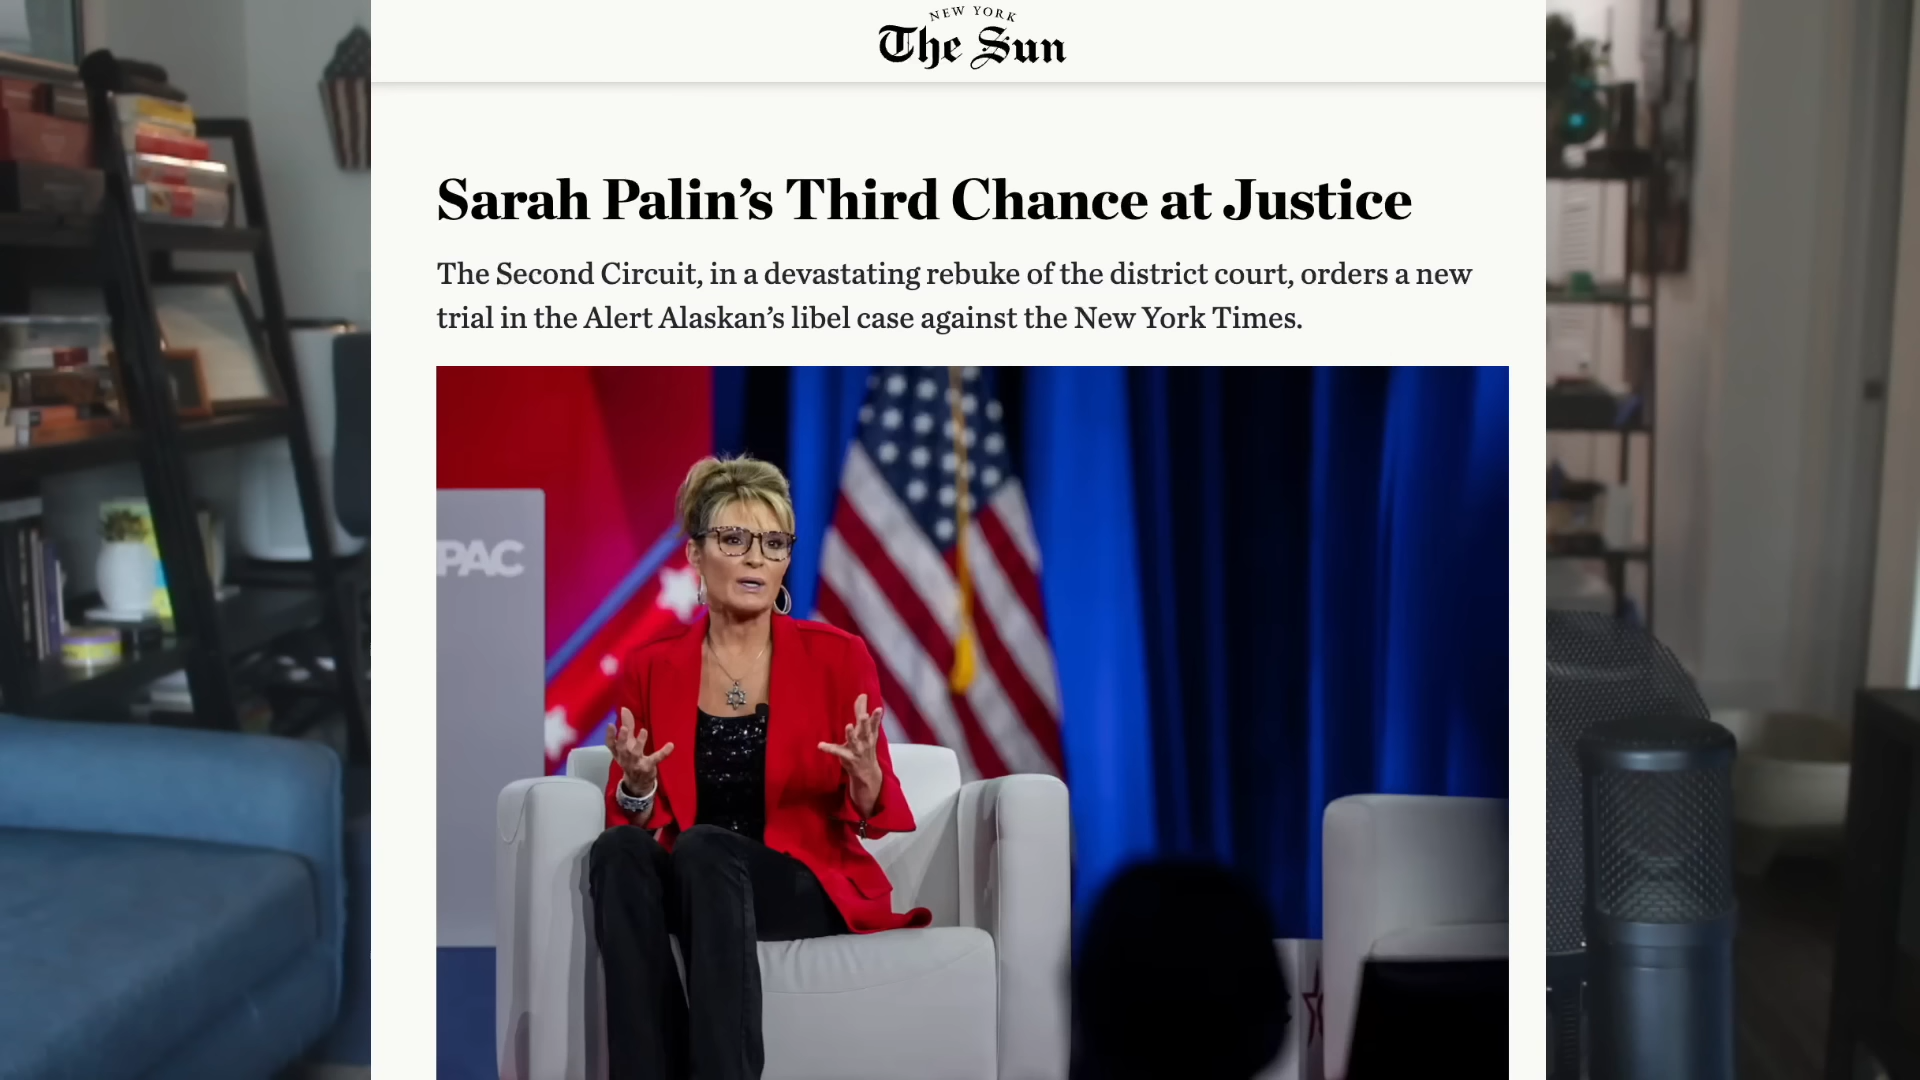 NEW YORK
The Sun
Sarah Palin’s Third Chance at Justice
The Second Circuit, in a devastating rebuke of the district court, orders a new
trial in the Alert Alaskan’s libel case against the New York Times.
PAC